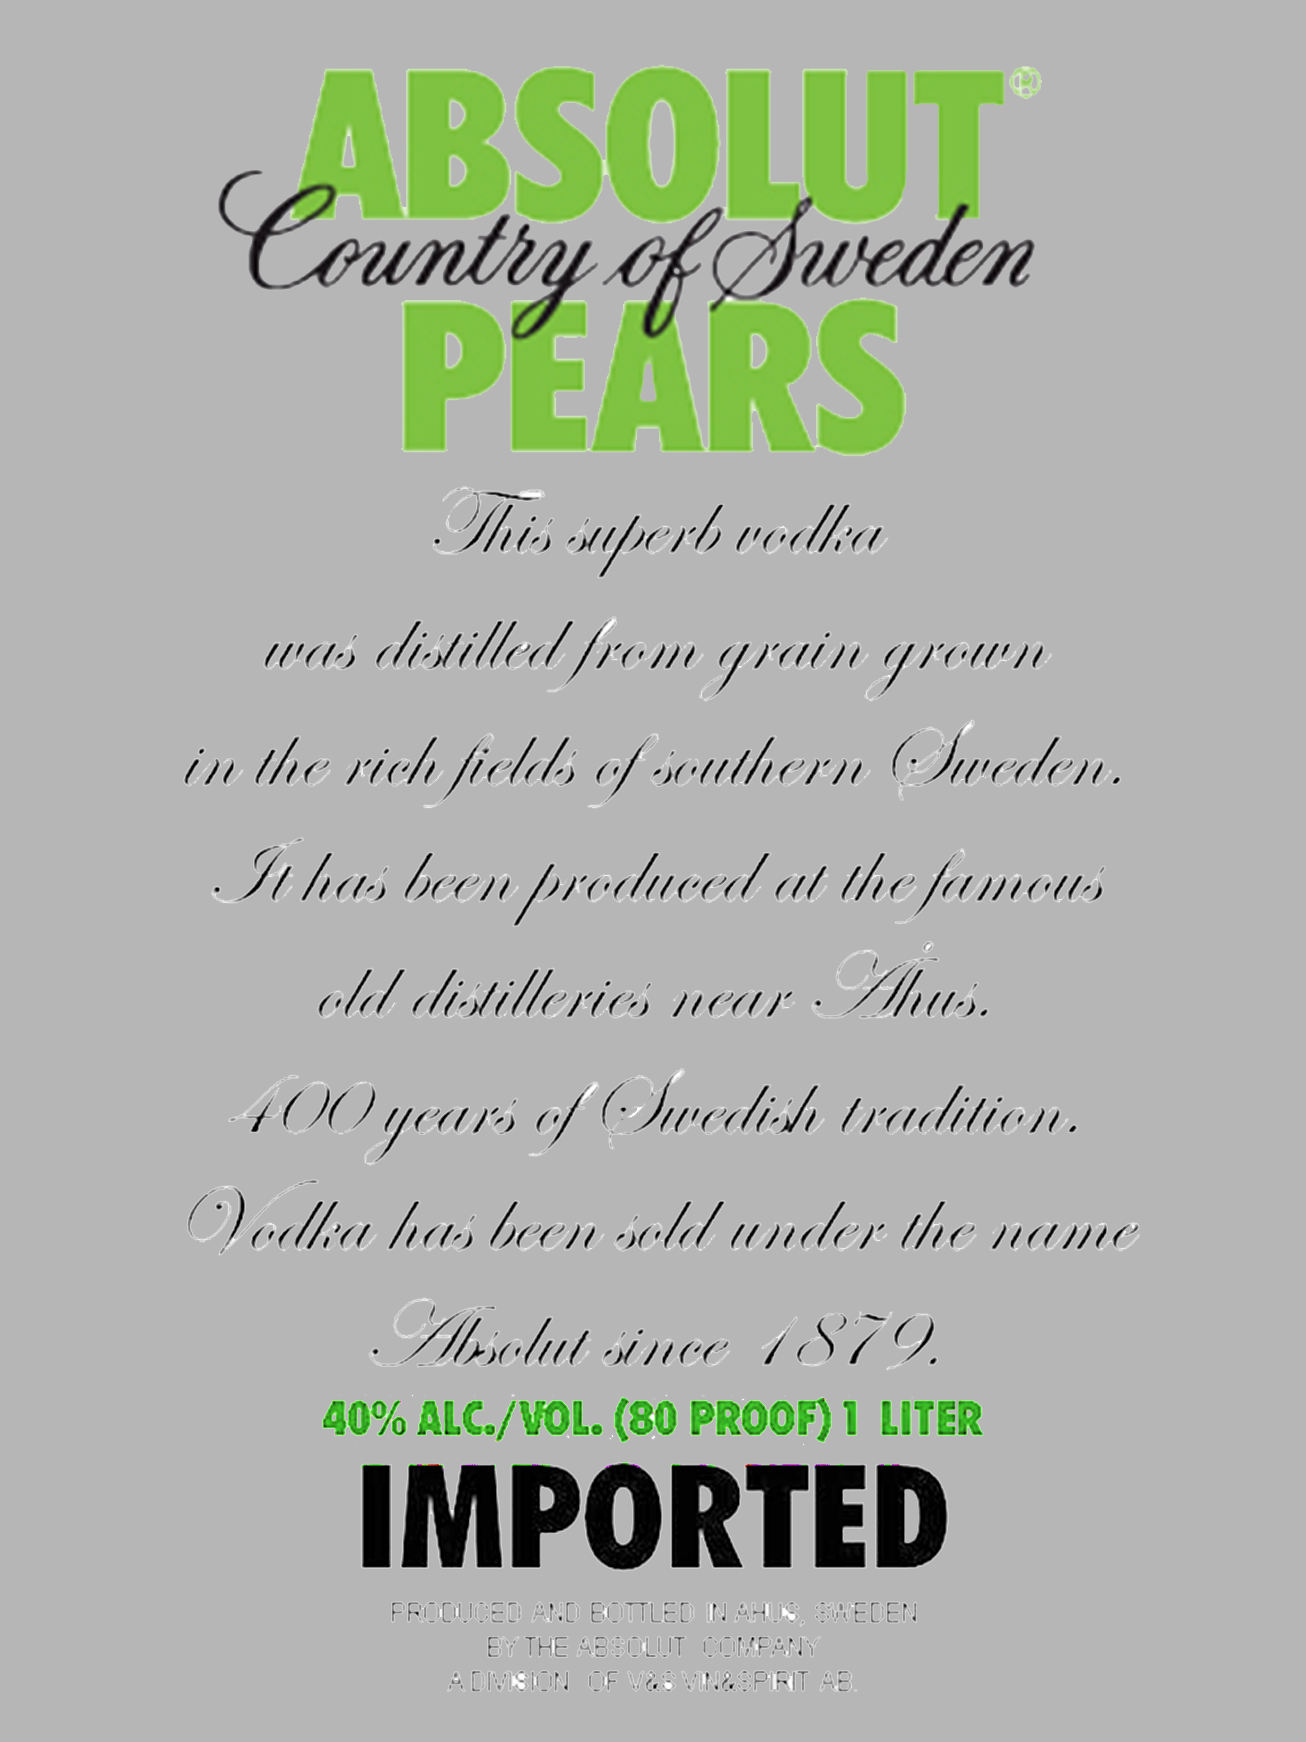 ABSOLUT®
Country of Sweden
PEARS
This superb vodka
was distilled from grain grown
in the rich fields of southern Sweden.
It has been produced at the famous
old distilleries near Åhus.
400 years of Swedish tradition.
Vodka has been sold under the name
Absolut since 1879.
40% ALC./VOL. (80 PROOF) 1 LITER
IMPORTED
PRODUCED AND BOTTLED IN AHUS, SWEDEN
BY THE ABSOLUT COMPANY
A DIVISION OF V&S VIN&SPIRIT AB.